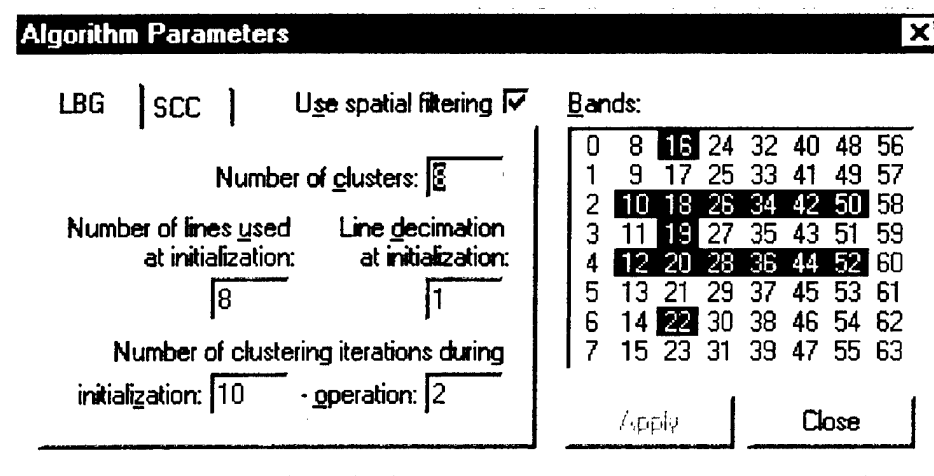 Algorithm Parameters
LBG SCC Use spatial filtering
Number of clusters: 8
Number of lines used at initialization: 8
Line decimation at initialization: 1
Number of clustering iterations during
initialization: 10 - operation: 2
Bands:
0 8 16 24 32 40 48 56
1 9 17 25 33 41 49 57
2 10 18 26 34 42 50 58
3 11 19 27 35 43 51 59
4 12 20 28 36 44 52 60
5 13 21 29 37 45 53 61
6 14 22 30 38 46 54 62
7 15 23 31 39 47 55 63
Apply Close